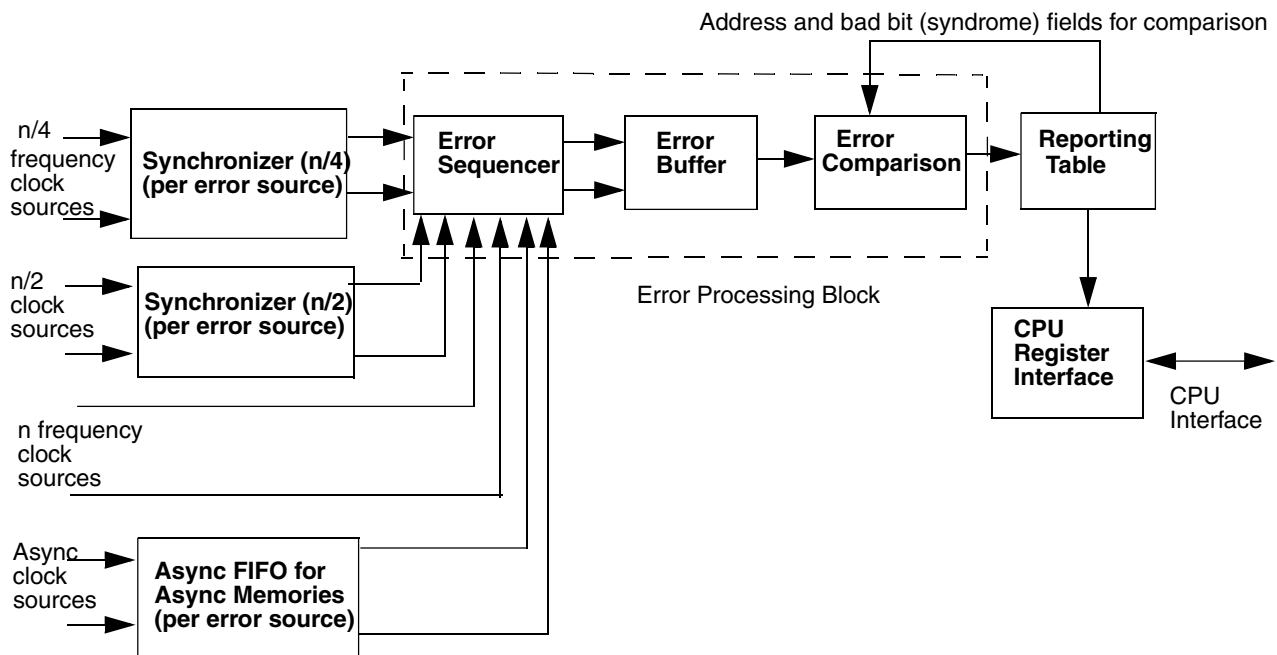 Address and bad bit (syndrome) fields for comparison
n/4
frequency
clock
sources
Synchronizer (n/4)
(per error source)
Error
Sequencer
Error
Buffer
Error
Comparison
Reporting
Table
n/2
clock
sources
Synchronizer (n/2)
(per error source)
Error Processing Block
CPU
Register
Interface
CPU
Interface
n frequency
clock
sources
Async
clock
sources
Async FIFO for
Async Memories
(per error source)